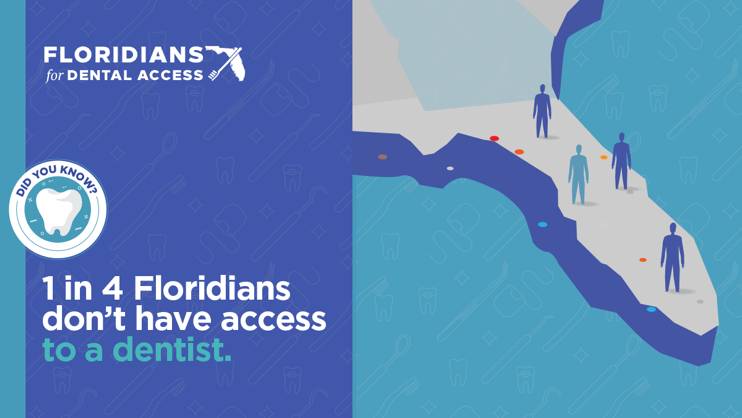 FLORIDIANS
for DENTAL ACCESS
DID YOU KNOW?
1 in 4 Floridians
don’t have access
to a dentist.